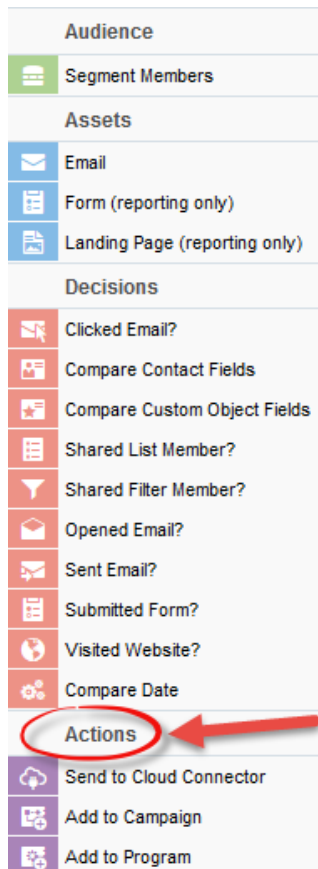 Audience
Segment Members
Assets
Email
Form (reporting only)
Landing Page (reporting only)
Decisions
Clicked Email?
Compare Contact Fields
Compare Custom Object Fields
Shared List Member?
Shared Filter Member?
Opened Email?
Sent Email?
Submitted Form?
Visited Website?
Compare Date
Actions
Send to Cloud Connector
Add to Campaign
Add to Program